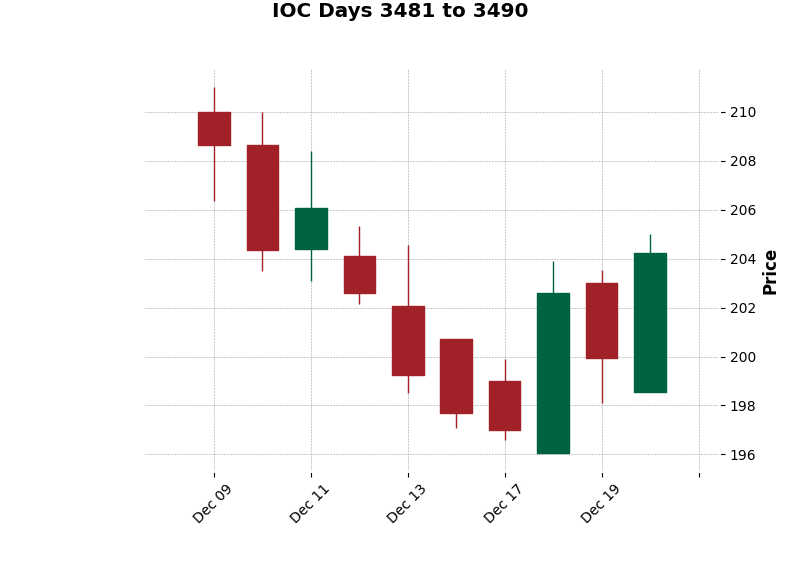 IOC Days 3481 to 3490
210
208
206
204
202
200
198
196
Price
Dec 09
Dec 11
Dec 13
Dec 17
Dec 19